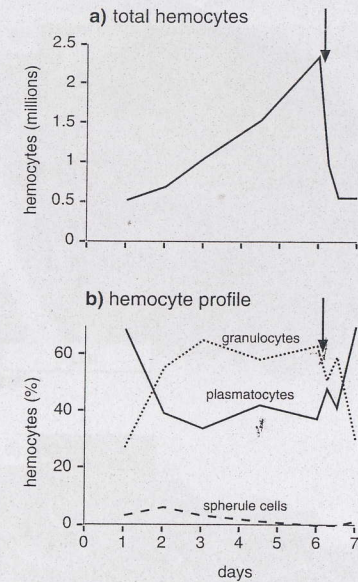 a) total hemocytes
2.5
2
1.5
1
0.5
0
hemocytes (millions)
b) hemocyte profile
granulocytes
plasmatocytes
spherule cells
60
40
20
0
hemocytes (%)
0 1 2 3 4 5 6 7
days